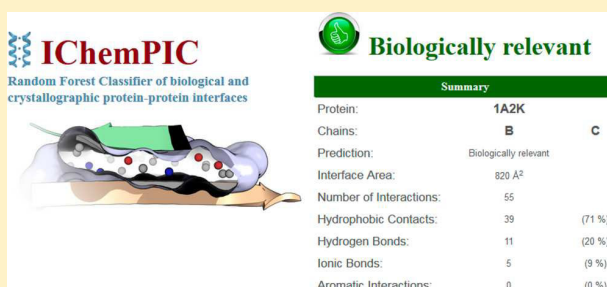 IChemPIC
Random Forest Classifier of biological and
crystallographic protein-protein interfaces
Biologically relevant
Summary
Protein: 1A2K
Chains: B C
Prediction: Biologically relevant
Interface Area: 820 Å²
Number of Interactions: 55
Hydrophobic Contacts: 39 (71 %)
Hydrogen Bonds: 11 (20 %)
Ionic Bonds: 5 (9 %)
Aromatic Interactions: 0 (0 %)